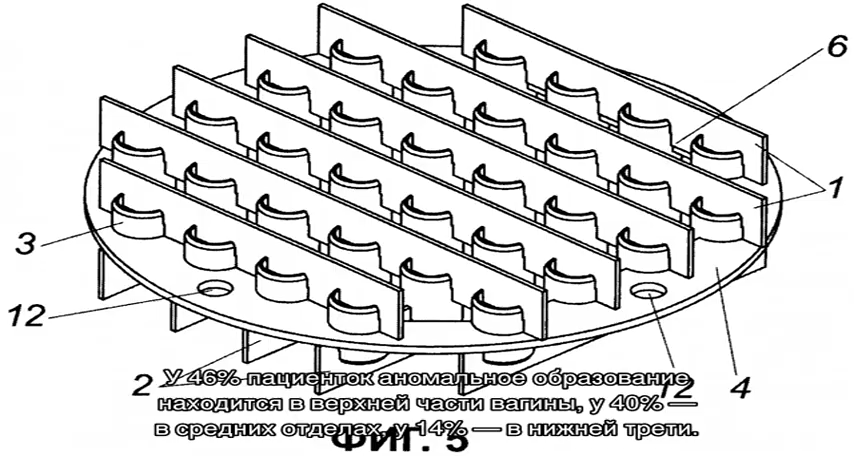 6
1
3
12
4
2
12
У 46% пациенток аномальное образование
находится в верхней части вагины, у 40% —
в средних отделах, у 14% — в нижней трети.
ФИГ. 5